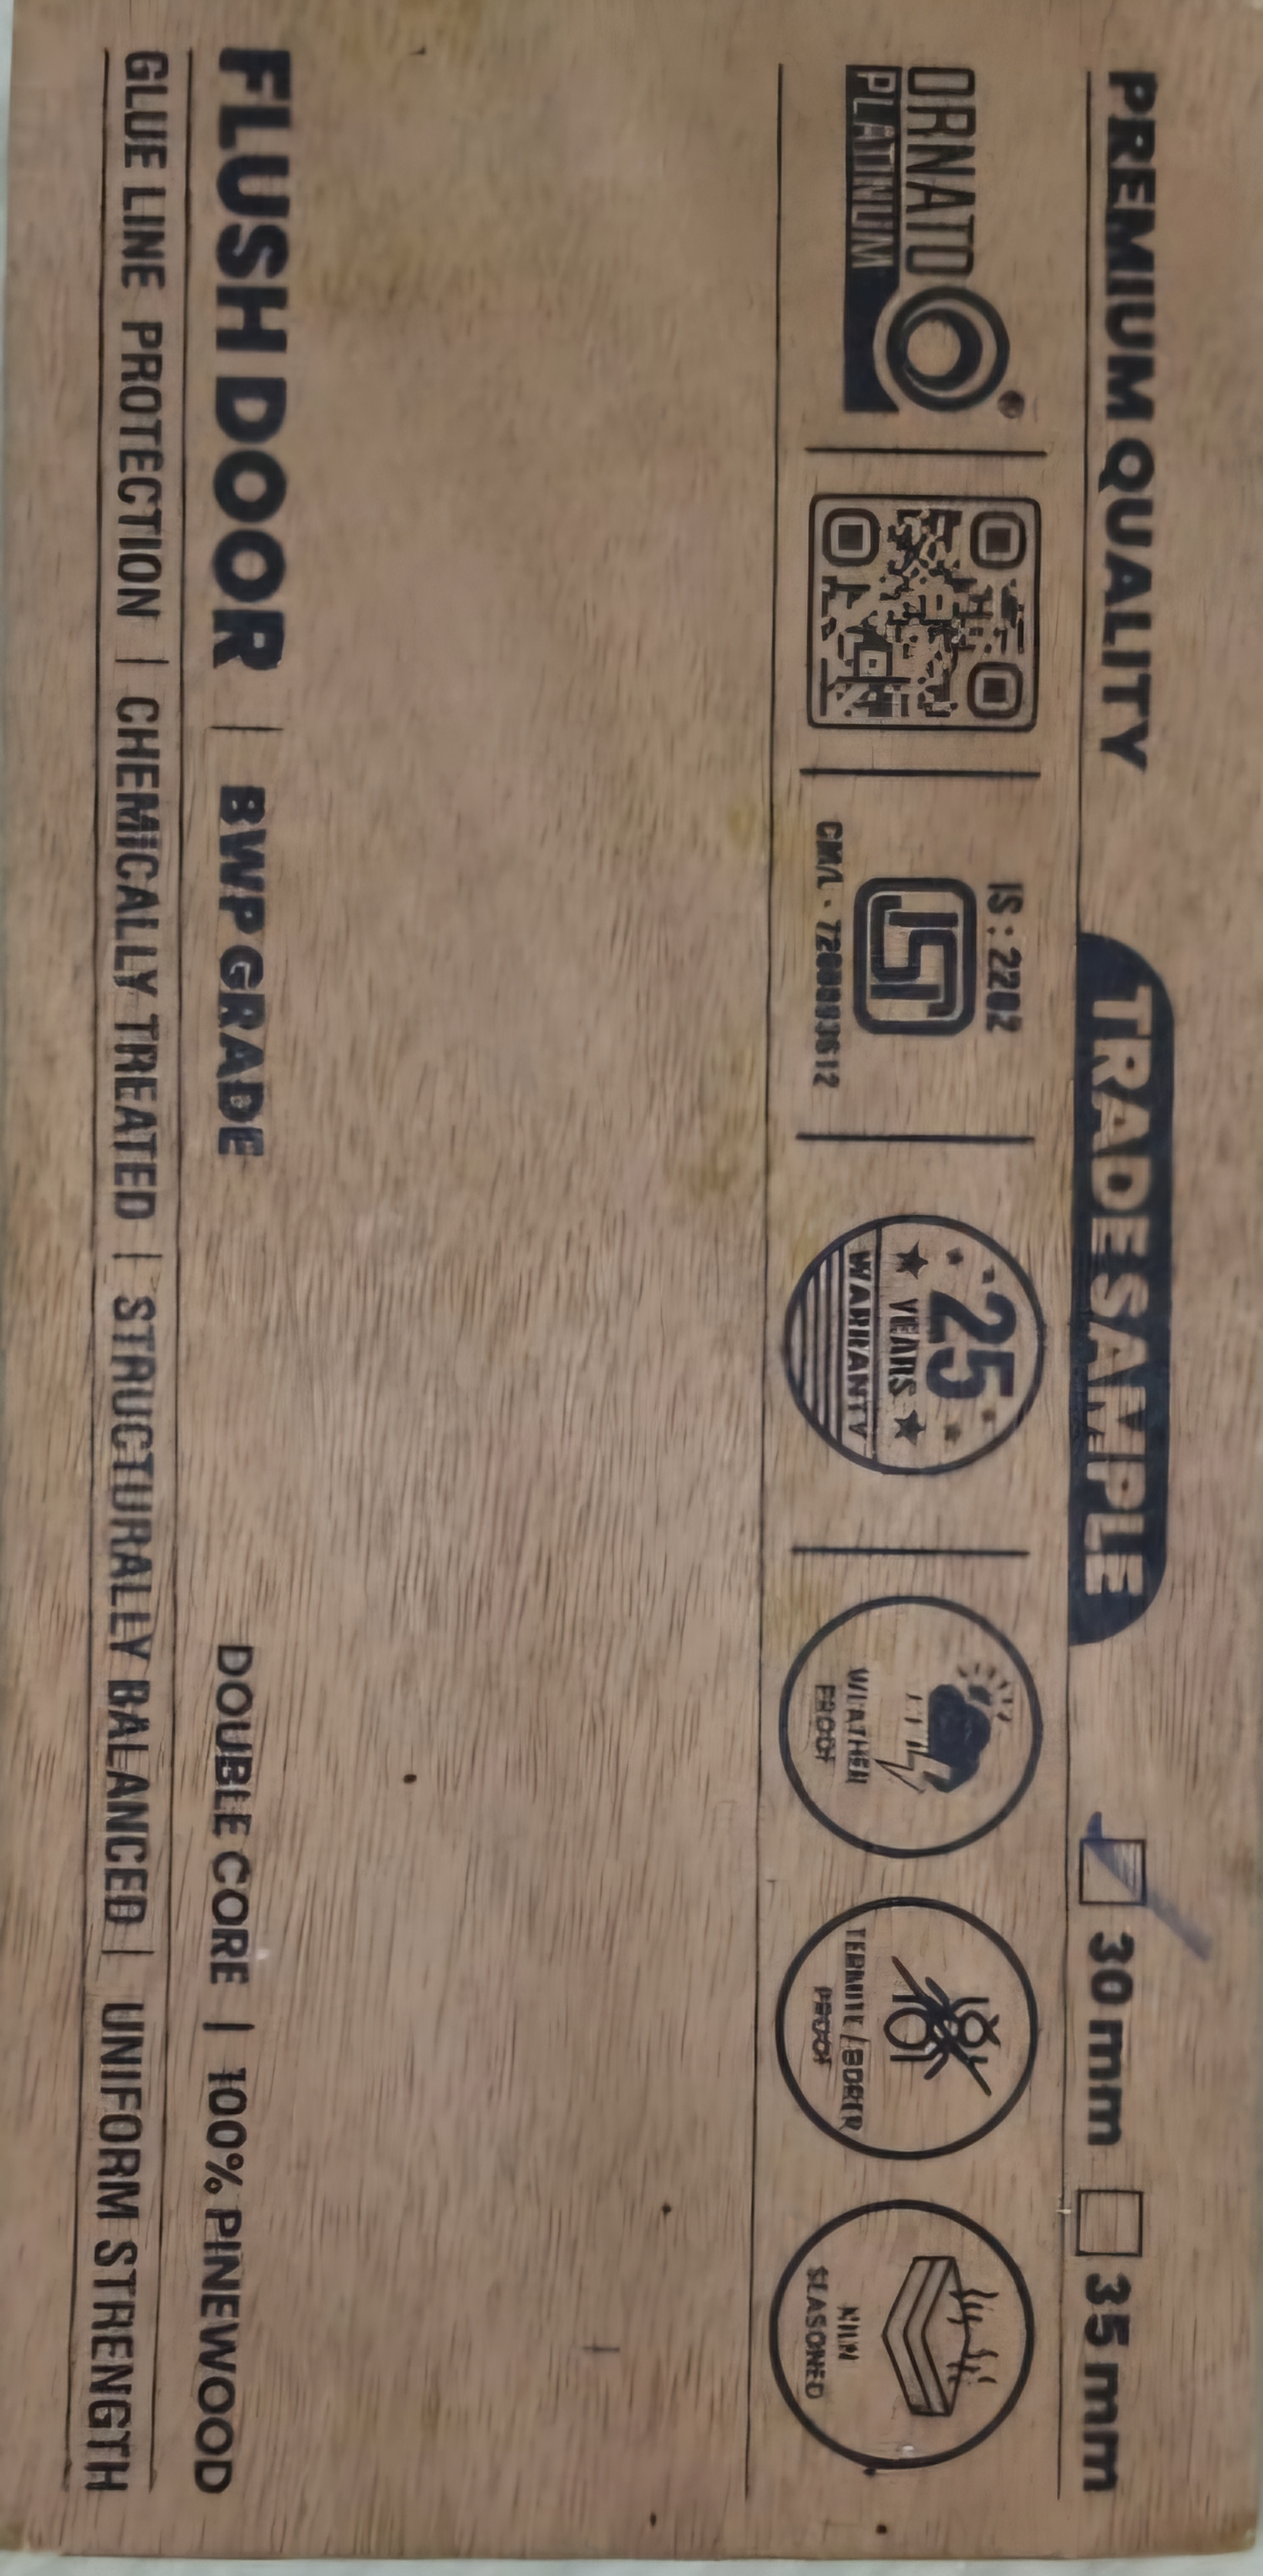 PREMIUM QUALITY
TRADE SAMPLE
30 mm
35 mm
ORNATO
PLATINUM
IS : 2202
ISI
CM/L -
25
YEARS
WARRANTY
WEATHER
PROOF
TERMITE / BORER
PROOF
KILN
SEASONED
FLUSH DOOR | BWP GRADE
DOUBLE CORE | 100% PINEWOOD
GLUE LINE PROTECTION | CHEMICALLY TREATED | STRUCTURALLY BALANCED | UNIFORM STRENGTH